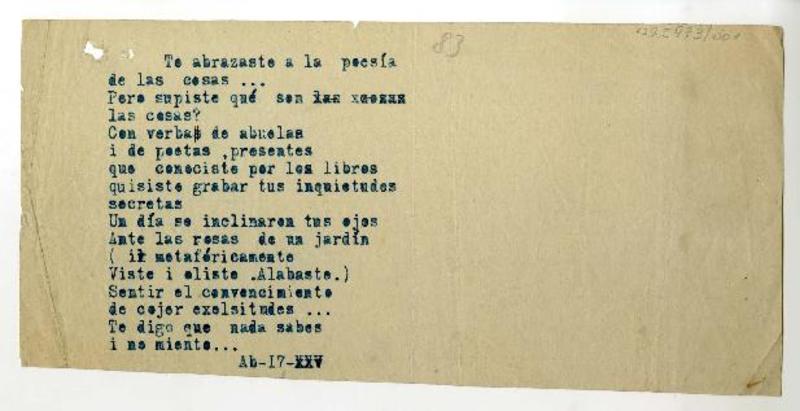 83
Te abrazaste a la poesía
de las cosas ...
Pero supiste qué son las xcosas
las cosas?
Con verbas de abuelas
i de poetas ,presentes
que conociste por los libros
quisiste grabar tus inquietudes
secretas
Un día se inclinaron tus ojos
Ante las rosas de un jardín
( i metafóricamente
Viste i oliste .Alabaste.)
Sentir el convencimiento
de cojer exelsitudes ...
Te digo que nada sabes
i no miento...
Ab-I7-XXV